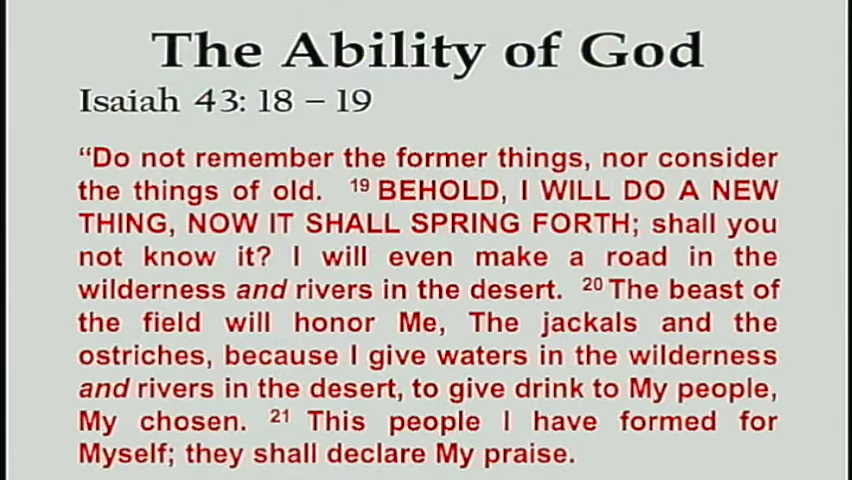 The Ability of God
Isaiah 43: 18 – 19
“Do not remember the former things, nor consider
the things of old. 19 BEHOLD, I WILL DO A NEW
THING, NOW IT SHALL SPRING FORTH; shall you
not know it? I will even make a road in the
wilderness and rivers in the desert. 20 The beast of
the field will honor Me, The jackals and the
ostriches, because I give waters in the wilderness
and rivers in the desert, to give drink to My people,
My chosen. 21 This people I have formed for
Myself; they shall declare My praise.